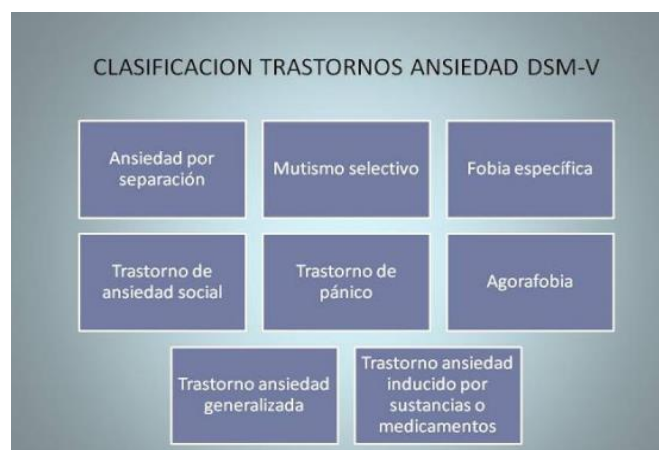 CLASIFICACION TRASTORNOS ANSIEDAD DSM-V
Ansiedad por
separación
Mutismo selectivo
Fobia específica
Trastorno de
ansiedad social
Trastorno de
pánico
Agorafobia
Trastorno ansiedad
generalizada
Trastorno ansiedad
inducido por
sustancias o
medicamentos